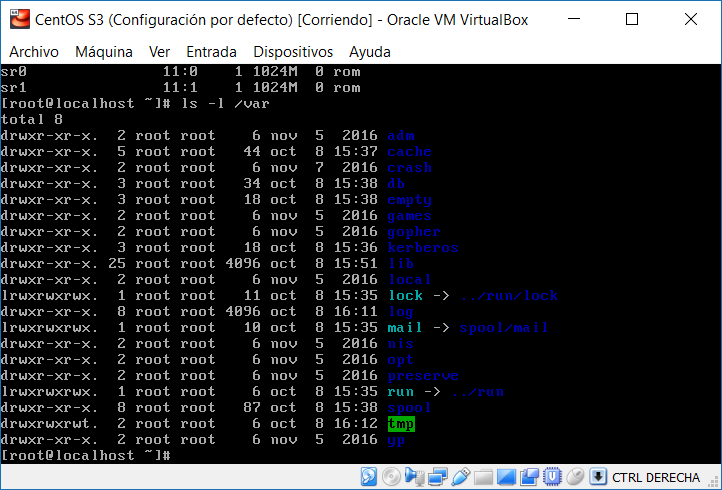 CentOS S3 (Configuración por defecto) [Corriendo] - Oracle VM VirtualBox
Archivo Máquina Ver Entrada Dispositivos Ayuda
sr0 11:0 1 1024M 0 rom
sr1 11:1 1 1024M 0 rom
[root@localhost ~]# ls -l /var
total 8
drwxr-xr-x. 2 root root 6 nov 5 2016 adm
drwxr-xr-x. 5 root root 44 oct 8 15:37 cache
drwxr-xr-x. 2 root root 6 nov 7 2016 crash
drwxr-xr-x. 3 root root 34 oct 8 15:38 db
drwxr-xr-x. 3 root root 18 oct 8 15:38 empty
drwxr-xr-x. 2 root root 6 nov 5 2016 games
drwxr-xr-x. 2 root root 6 nov 5 2016 gopher
drwxr-xr-x. 3 root root 18 oct 8 15:36 kerberos
drwxr-xr-x. 25 root root 4096 oct 8 15:51 lib
drwxr-xr-x. 2 root root 6 nov 5 2016 local
lrwxrwxrwx. 1 root root 11 oct 8 15:35 lock -> ../run/lock
drwxr-xr-x. 8 root root 4096 oct 8 16:11 log
lrwxrwxrwx. 1 root root 10 oct 8 15:35 mail -> spool/mail
drwxr-xr-x. 2 root root 6 nov 5 2016 nis
drwxr-xr-x. 2 root root 6 nov 5 2016 opt
drwxr-xr-x. 2 root root 6 nov 5 2016 preserve
lrwxrwxrwx. 1 root root 6 oct 8 15:35 run -> ../run
drwxr-xr-x. 8 root root 87 oct 8 15:38 spool
drwxrwxrwt. 2 root root 6 oct 8 16:12 tmp
drwxr-xr-x. 2 root root 6 nov 5 2016 yp
[root@localhost ~]#
CTRL DERECHA